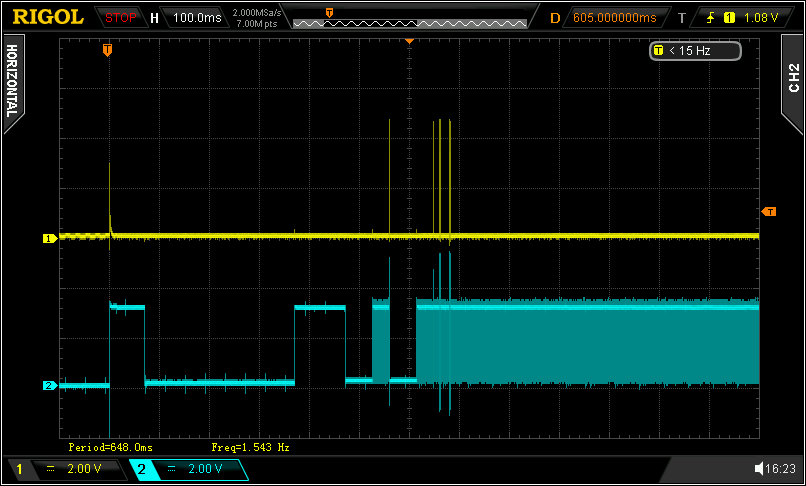 RIGOL STOP H 100.0ms 2.000MSa/s 7.00M pts T D 605.000000ms T 1 1.08 V
HORIZONTAL
T
T < 15 Hz
CH2
T
1
2
Period=648.0ms Freq=1.543 Hz
1 2.00 V 2 2.00 V 16:23